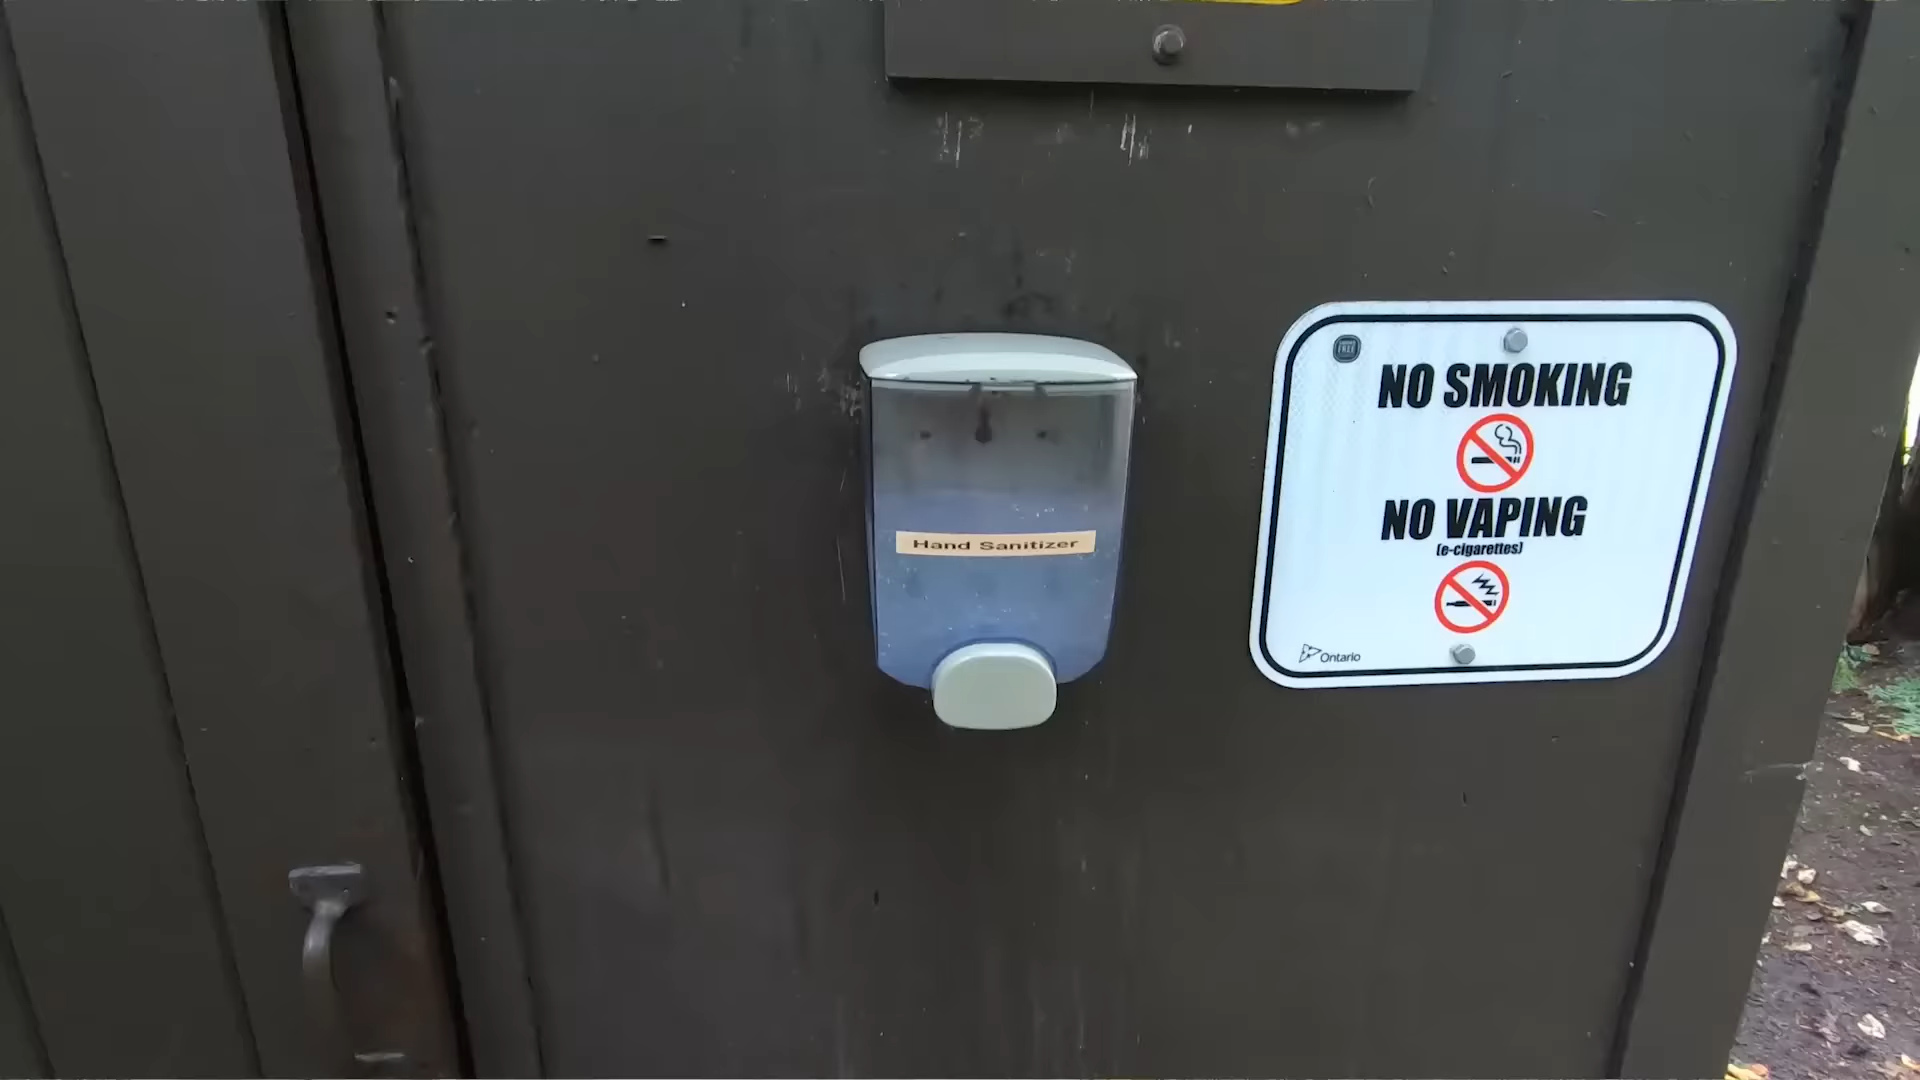 NO SMOKING
NO VAPING
(e-cigarettes)
Ontario
Hand Sanitizer